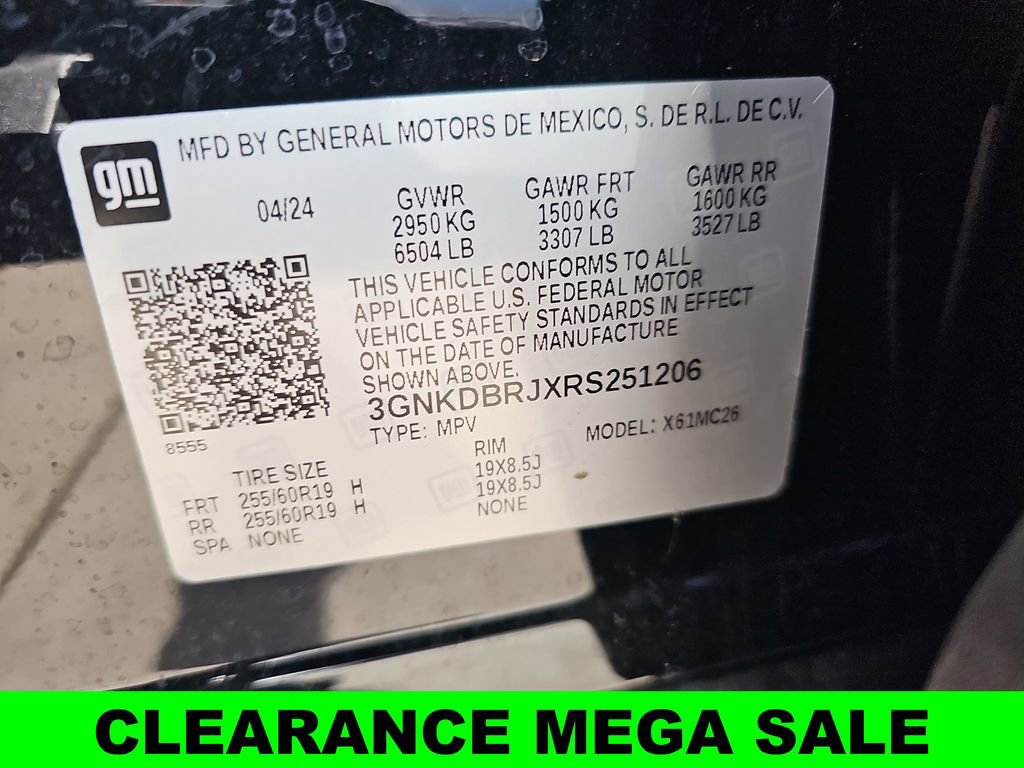 gm
MFD BY GENERAL MOTORS DE MEXICO, S. DE R.L. DE C.V.
04/24
GVWR
2950 KG
6504 LB
GAWR FRT
1500 KG
3307 LB
GAWR RR
1600 KG
3527 LB
THIS VEHICLE CONFORMS TO ALL
APPLICABLE U.S. FEDERAL MOTOR
VEHICLE SAFETY STANDARDS IN EFFECT
ON THE DATE OF MANUFACTURE
SHOWN ABOVE.
3GNKDBRJXRS251206
TYPE: MPV
MODEL: X61MC26
8555
TIRE SIZE
RIM
FRT 255/60R19 H 19X8.5J
RR 255/60R19 H 19X8.5J
SPA NONE NONE
CLEARANCE MEGA SALE